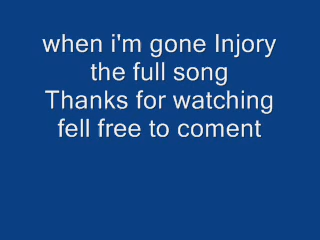 when i'm gone Injory
the full song
Thanks for watching
fell free to coment